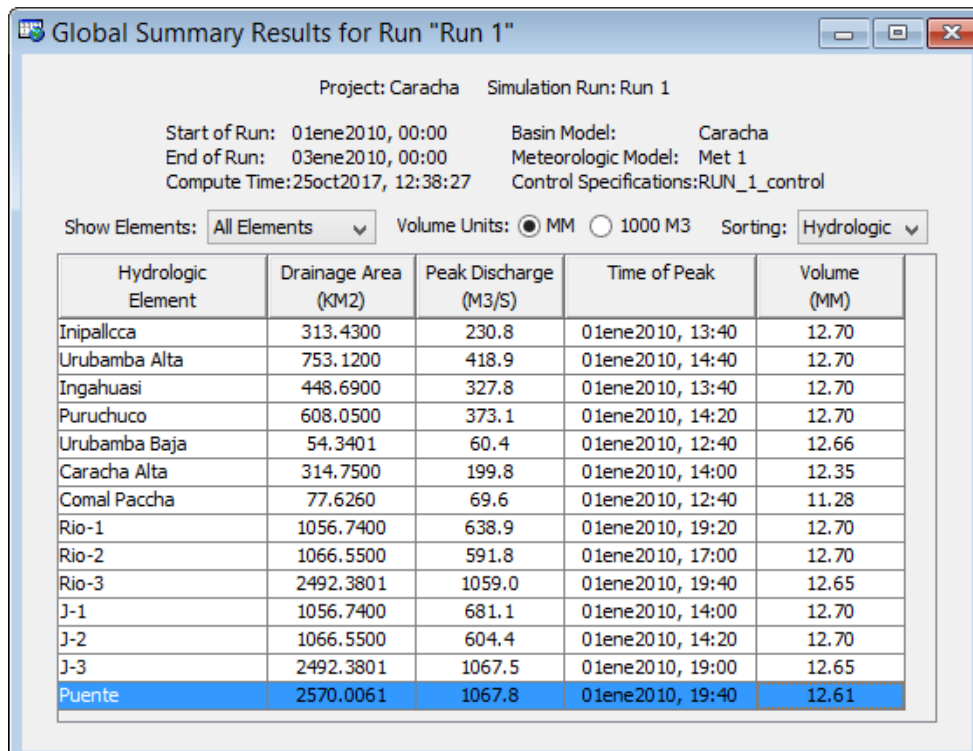 Global Summary Results for Run "Run 1"
Project: Caracha Simulation Run: Run 1
Start of Run: 01ene2010, 00:00 Basin Model: Caracha
End of Run: 03ene2010, 00:00 Meteorologic Model: Met 1
Compute Time:25oct2017, 12:38:27 Control Specifications:RUN_1_control
Show Elements: All Elements Volume Units: MM 1000 M3 Sorting: Hydrologic
Hydrologic Drainage Area Peak Discharge Time of Peak Volume
Element (KM2) (M3/S) (MM)
Inipallcca 313.4300 230.8 01ene2010, 13:40 12.70
Urubamba Alta 753.1200 418.9 01ene2010, 14:40 12.70
Ingahuasi 448.6900 327.8 01ene2010, 13:40 12.70
Puruchuco 608.0500 373.1 01ene2010, 14:20 12.70
Urubamba Baja 54.3401 60.4 01ene2010, 12:40 12.66
Caracha Alta 314.7500 199.8 01ene2010, 14:00 12.35
Comal Paccha 77.6260 69.6 01ene2010, 12:40 11.28
Rio-1 1056.7400 638.9 01ene2010, 19:20 12.70
Rio-2 1066.5500 591.8 01ene2010, 17:00 12.70
Rio-3 2492.3801 1059.0 01ene2010, 19:40 12.65
J-1 1056.7400 681.1 01ene2010, 14:00 12.70
J-2 1066.5500 604.4 01ene2010, 14:20 12.70
J-3 2492.3801 1067.5 01ene2010, 19:00 12.65
Puente 2570.0061 1067.8 01ene2010, 19:40 12.61